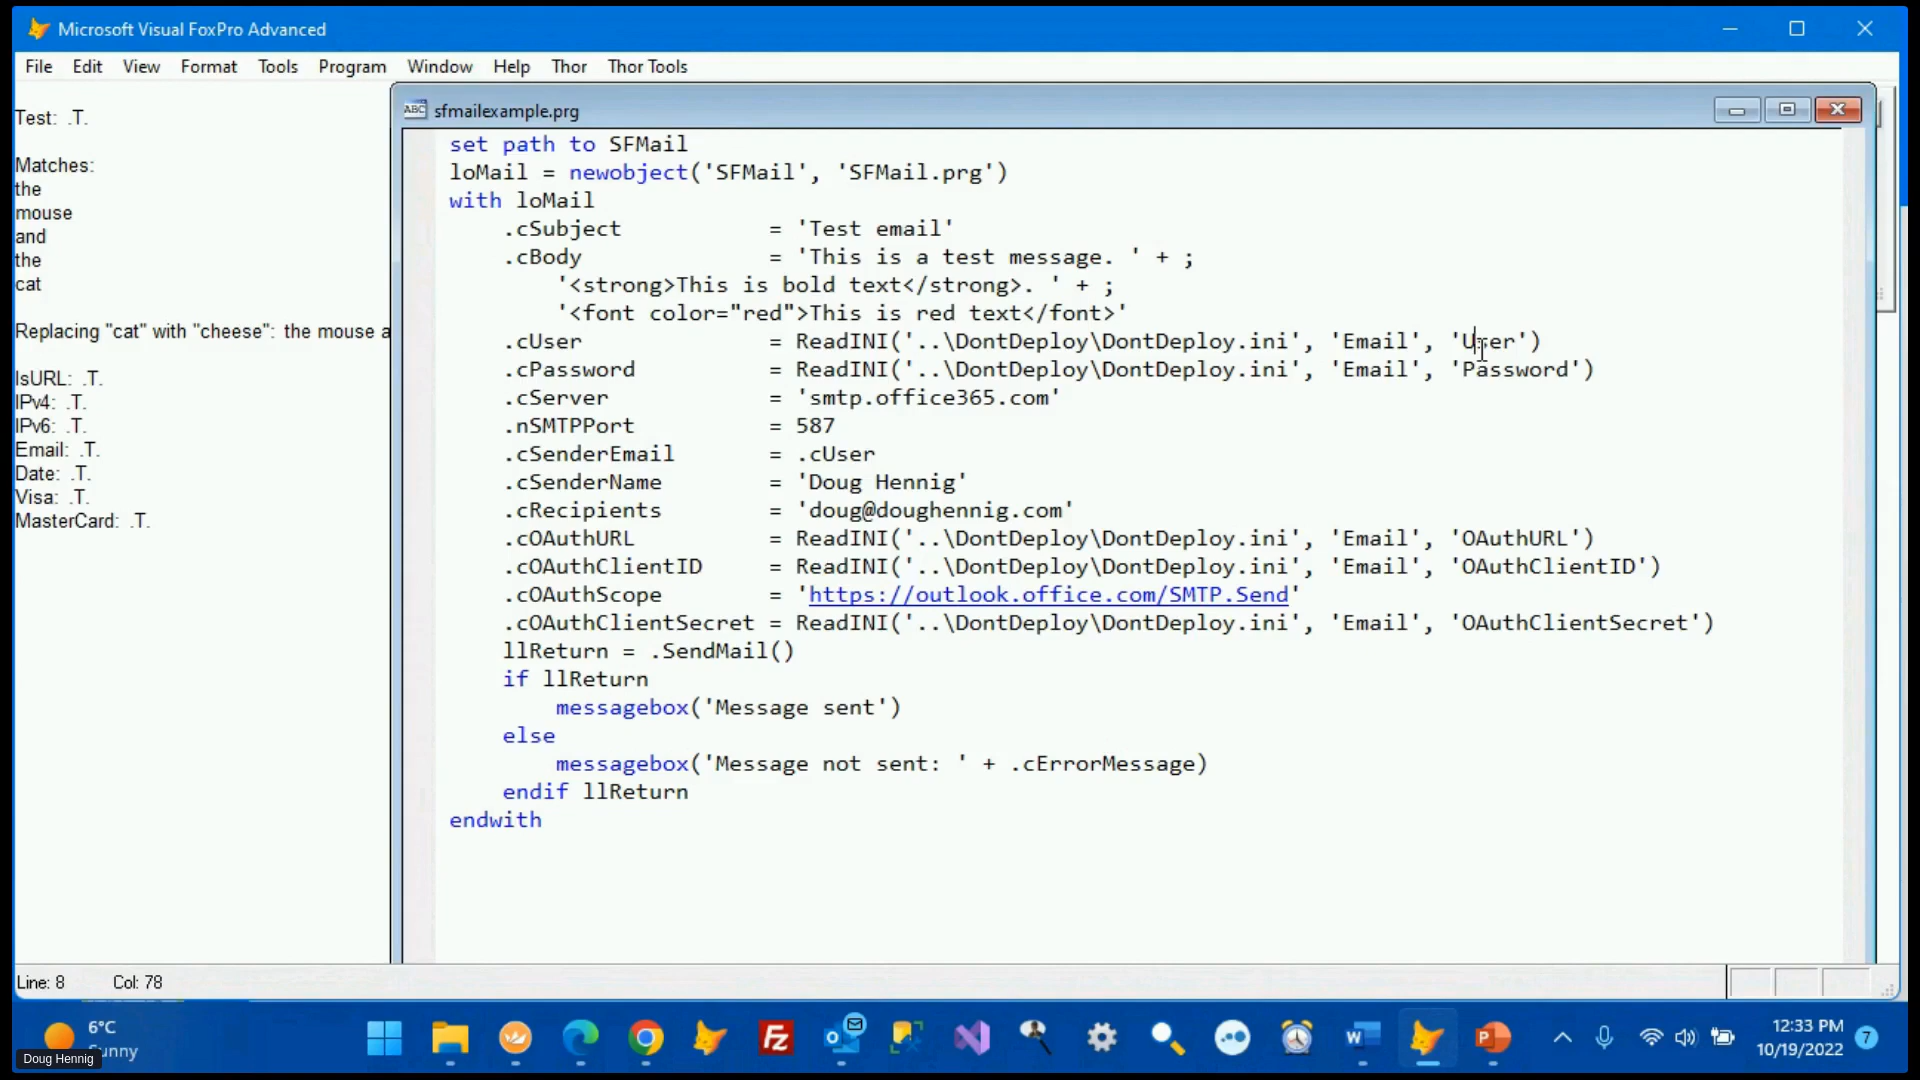 Microsoft Visual FoxPro Advanced
File Edit View Format Tools Program Window Help Thor Thor Tools
Test: .T.
Matches:
the
mouse
and
the
cat
Replacing "cat" with "cheese": the mouse a
IsURL: .T.
IPv4: .T.
IPv6: .T.
Email: .T.
Date: .T.
Visa: .T.
MasterCard: .T.
sfmailexample.prg
set path to SFMail
loMail = newobject('SFMail', 'SFMail.prg')
with loMail
.cSubject = 'Test email'
.cBody = 'This is a test message. ' + ;
'<strong>This is bold text</strong>. ' + ;
'<font color="red">This is red text</font>'
.cUser = ReadINI('..\DontDeploy\DontDeploy.ini', 'Email', 'User')
.cPassword = ReadINI('..\DontDeploy\DontDeploy.ini', 'Email', 'Password')
.cServer = 'smtp.office365.com'
.nSMTPPort = 587
.cSenderEmail = .cUser
.cSenderName = 'Doug Hennig'
.cRecipients = 'doug@doughennig.com'
.cOAuthURL = ReadINI('..\DontDeploy\DontDeploy.ini', 'Email', 'OAuthURL')
.cOAuthClientID = ReadINI('..\DontDeploy\DontDeploy.ini', 'Email', 'OAuthClientID')
.cOAuthScope = 'https://outlook.office.com/SMTP.Send'
.cOAuthClientSecret = ReadINI('..\DontDeploy\DontDeploy.ini', 'Email', 'OAuthClientSecret')
llReturn = .SendMail()
if llReturn
messagebox('Message sent')
else
messagebox('Message not sent: ' + .cErrorMessage)
endif llReturn
endwith
Line: 8 Col: 78
6°C
Sunny
Doug Hennig
12:33 PM
10/19/2022
7